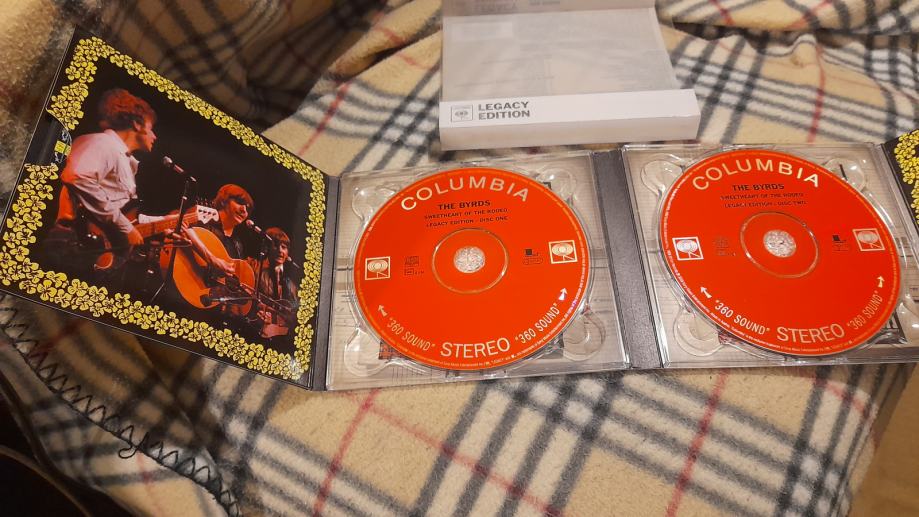 LEGACY
EDITION
COLUMBIA
THE BYRDS
SWEETHEART OF THE RODEO
LEGACY EDITION - DISC ONE
"360 SOUND" STEREO "360 SOUND"
COLUMBIA
THE BYRDS
SWEETHEART OF THE RODEO
LEGACY EDITION - DISC TWO
"360 SOUND" STEREO "360 SOUND"